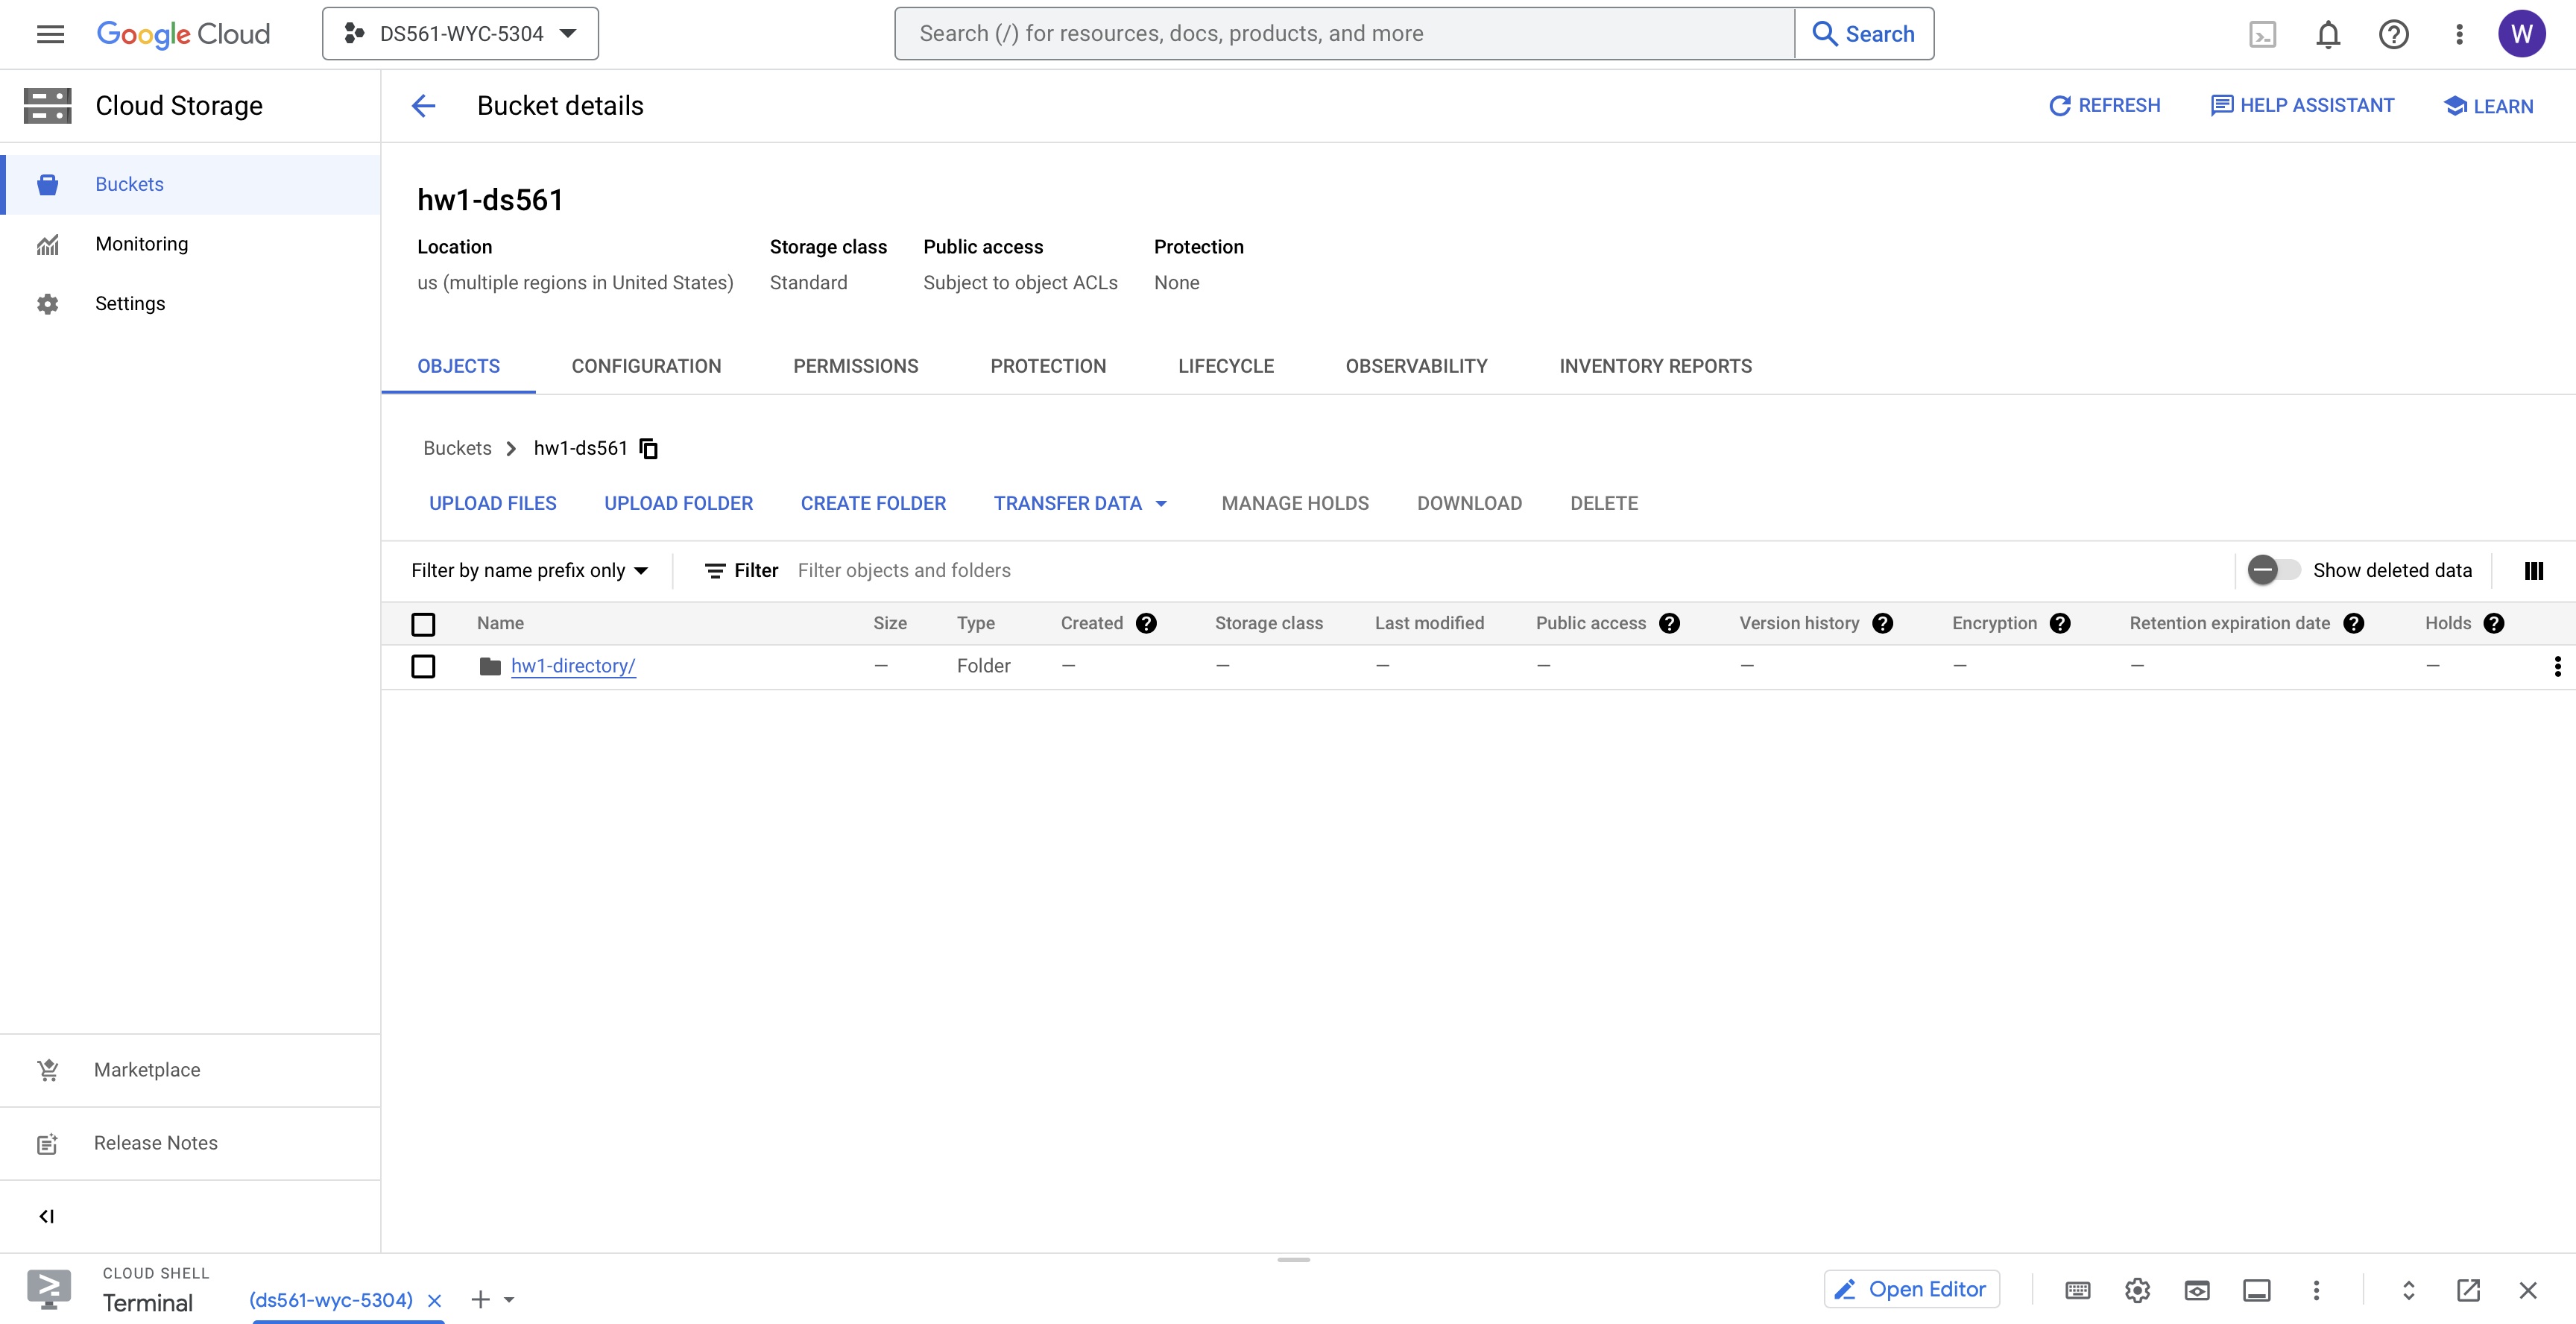 Google Cloud
DS561-WYC-5304
Search (/) for resources, docs, products, and more
Search
W
Cloud Storage
Bucket details
REFRESH
HELP ASSISTANT
LEARN
Buckets
Monitoring
Settings
hw1-ds561
Location Storage class Public access Protection
us (multiple regions in United States) Standard Subject to object ACLs None
OBJECTS CONFIGURATION PERMISSIONS PROTECTION LIFECYCLE OBSERVABILITY INVENTORY REPORTS
Buckets > hw1-ds561
UPLOAD FILES UPLOAD FOLDER CREATE FOLDER TRANSFER DATA MANAGE HOLDS DOWNLOAD DELETE
Filter by name prefix only Filter Filter objects and folders Show deleted data
Name Size Type Created Storage class Last modified Public access Version history Encryption Retention expiration date Holds
hw1-directory/ — Folder — — — — — — — —
Marketplace
Release Notes
CLOUD SHELL
Terminal (ds561-wyc-5304) Open Editor